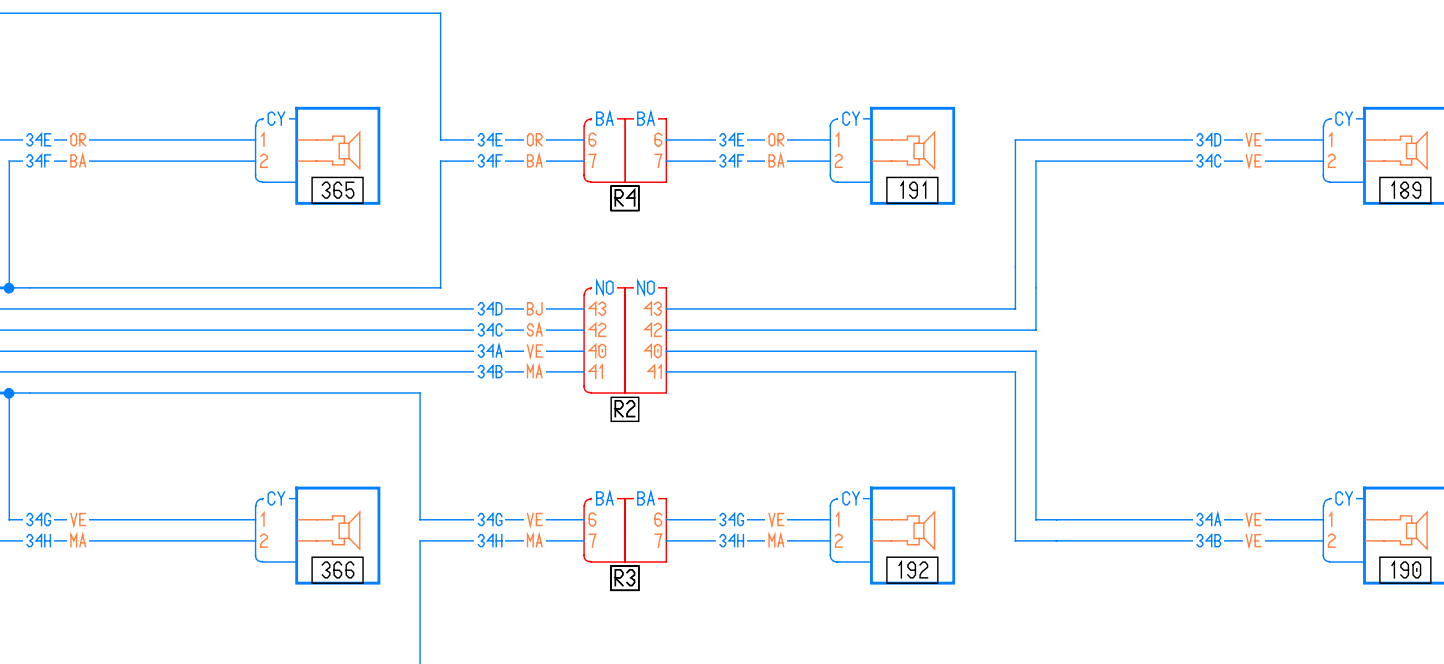 CY BA BA CY CY
34E OR 1 34E OR 6 6 34E OR 1 34D VE 1
34F BA 2 34F BA 7 7 34F BA 2 34C VE 2
365 R4 191 189
NO NO
34D BJ 43 43
34C SA 42 42
34A VE 40 40
34B MA 41 41
R2
CY BA BA CY CY
34G VE 1 34G VE 6 6 34G VE 1 34A VE 1
34H MA 2 34H MA 7 7 34H MA 2 34B VE 2
366 R3 192 190